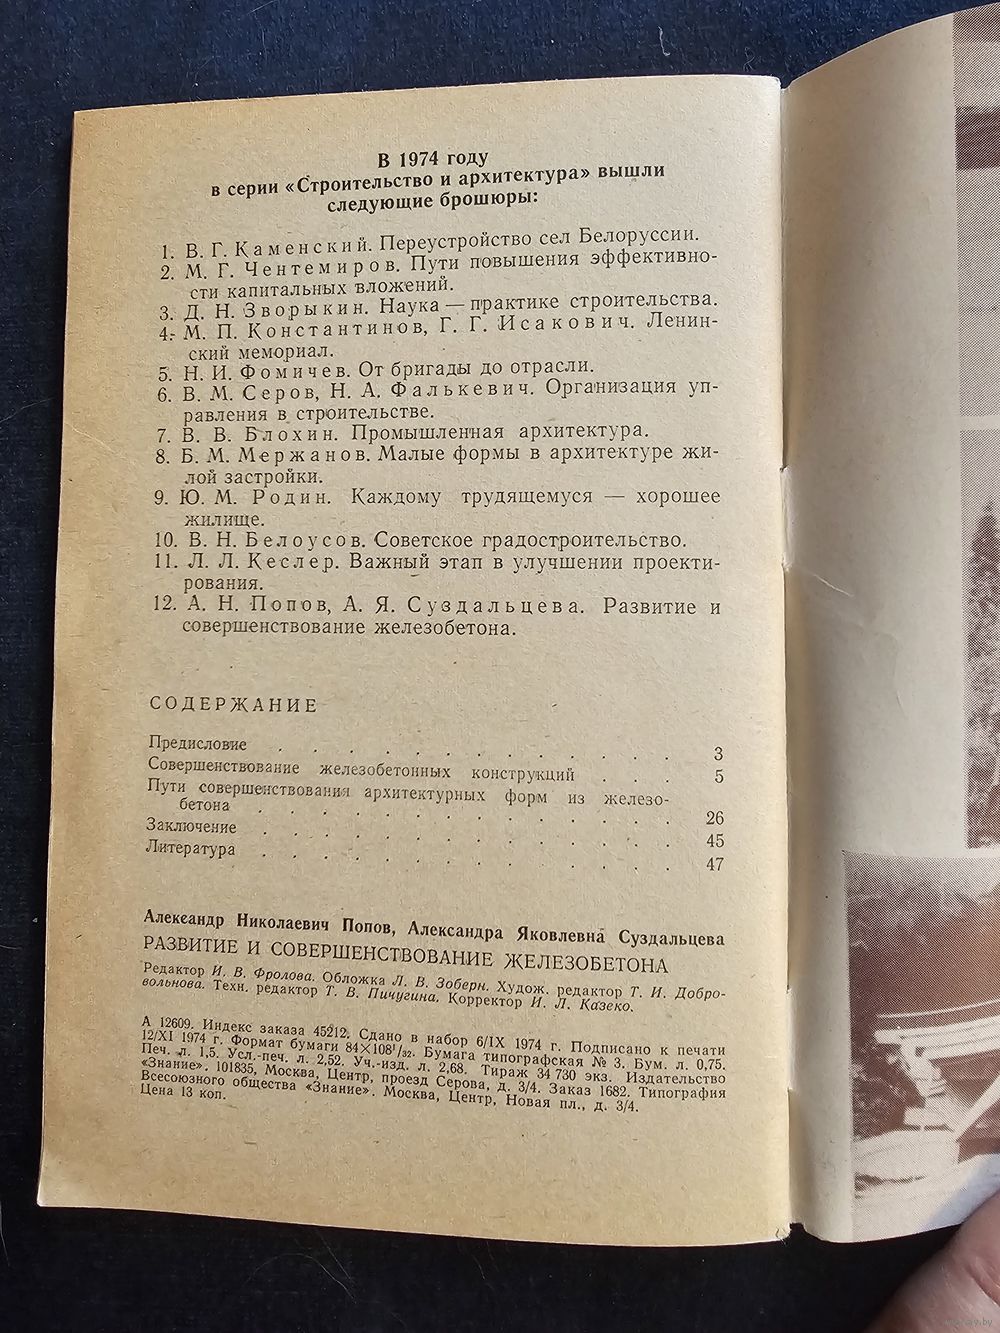 В 1974 году
в серии «Строительство и архитектура» вышли
следующие брошюры:
1. В. Г. Каменский. Переустройство сел Белоруссии.
2. М. Г. Чентемиров. Пути повышения эффективно-
сти капитальных вложений.
3. Д. Н. Зворыкин. Наука — практике строительства.
4. М. П. Константинов, Г. Г. Исакович. Ленин-
ский мемориал.
5. Н. И. Фомичев. От бригады до отрасли.
6. В. М. Серов, Н. А. Фалькевич. Организация уп-
равления в строительстве.
7. В. В. Блохин. Промышленная архитектура.
8. Б. М. Мержанов. Малые формы в архитектуре жи-
лой застройки.
9. Ю. М. Родин. Каждому трудящемуся — хорошее
жилище.
10. В. Н. Белоусов. Советское градостроительство.
11. Л. Л. Кеслер. Важный этап в улучшении проекти-
рования.
12. А. Н. Попов, А. Я. Суздальцева. Развитие и
совершенствование железобетона.
СОДЕРЖАНИЕ
Предисловие . . . . . . . . . . . . 3
Совершенствование железобетонных конструкций . . . 5
Пути совершенствования архитектурных форм из железо-
бетона . . . . . . . . . . . . 26
Заключение . . . . . . . . . . . . 45
Литература . . . . . . . . . . . . 47
Александр Николаевич Попов, Александра Яковлевна Суздальцева
РАЗВИТИЕ И СОВЕРШЕНСТВОВАНИЕ ЖЕЛЕЗОБЕТОНА
Редактор И. В. Фролова. Обложка Л. В. Зоберн. Худож. редактор Т. И. Добро-
вольнова. Техн. редактор Т. В. Пичугина. Корректор И. Л. Казеко.
А 12609. Индекс заказа 45212. Сдано в набор 6/IX 1974 г. Подписано к печати
12/XI 1974 г. Формат бумаги 84×108¹/₃₂. Бумага типографская № 3. Бум. л. 0,75.
Печ. л. 1,5. Усл.-печ. л. 2,52. Уч.-изд. л. 2,68. Тираж 34 730 экз. Издательство
«Знание». 101835, Москва, Центр, проезд Серова, д. 3/4. Заказ 1682. Типография
Всесоюзного общества «Знание». Москва, Центр, Новая пл., д. 3/4.
Цена 13 коп.